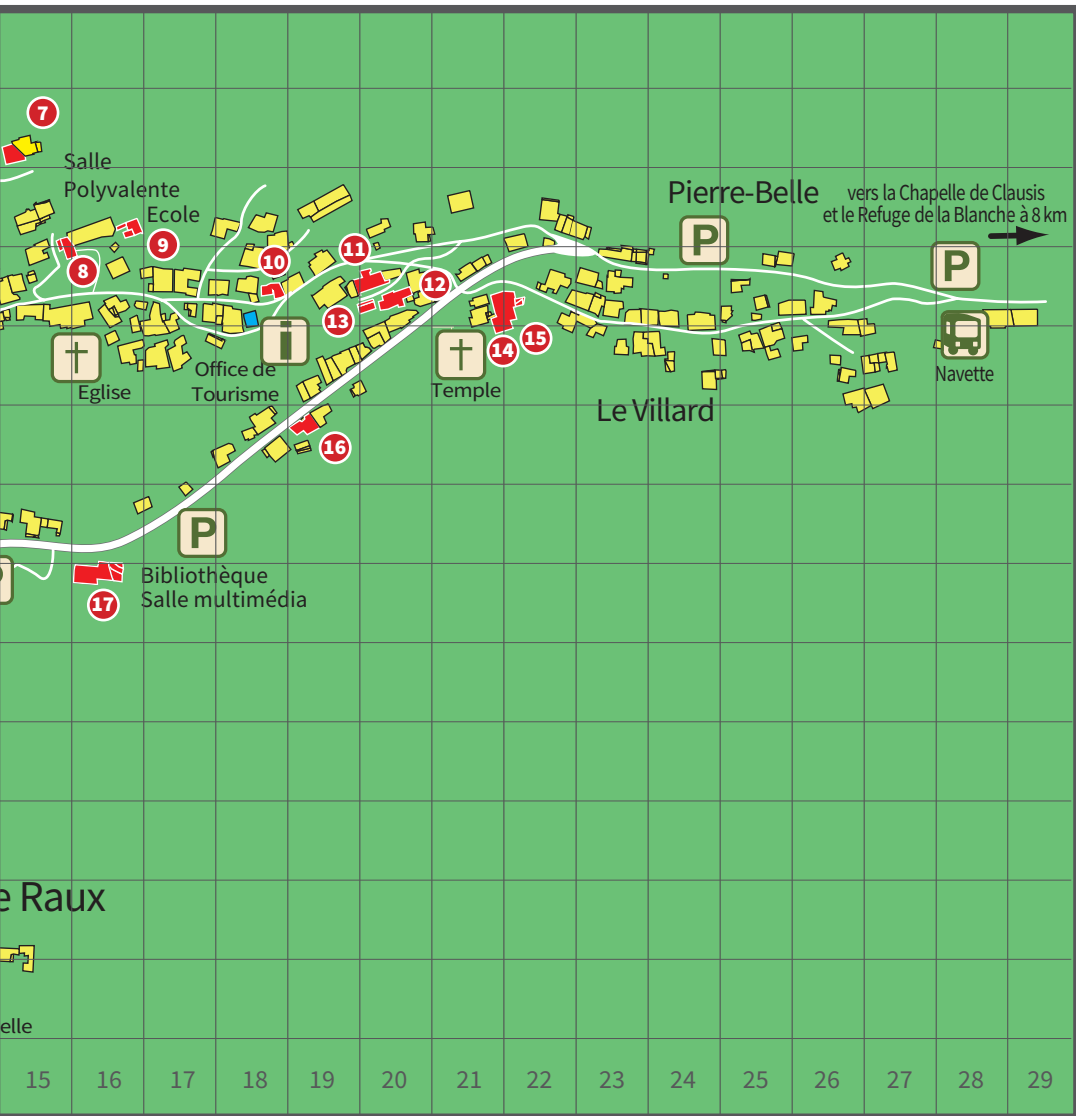 7
Salle
Polyvalente
Ecole
Pierre-Belle
vers la Chapelle de Clausis
et le Refuge de la Blanche à 8 km
9
8
10
11
12
13
P
P
14
15
Eglise
Office de
Tourisme
i
Temple
Navette
Le Villard
16
P
Bibliothèque
Salle multimédia
17
e Raux
elle
15 16 17 18 19 20 21 22 23 24 25 26 27 28 29